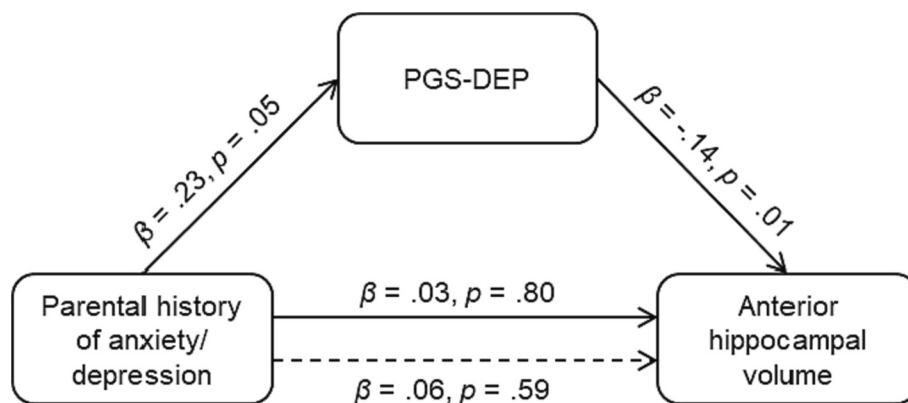 PGS-DEP
β = .23, p = .05
β = -.14, p = .01
Parental history
of anxiety/
depression
β = .03, p = .80
β = .06, p = .59
Anterior
hippocampal
volume